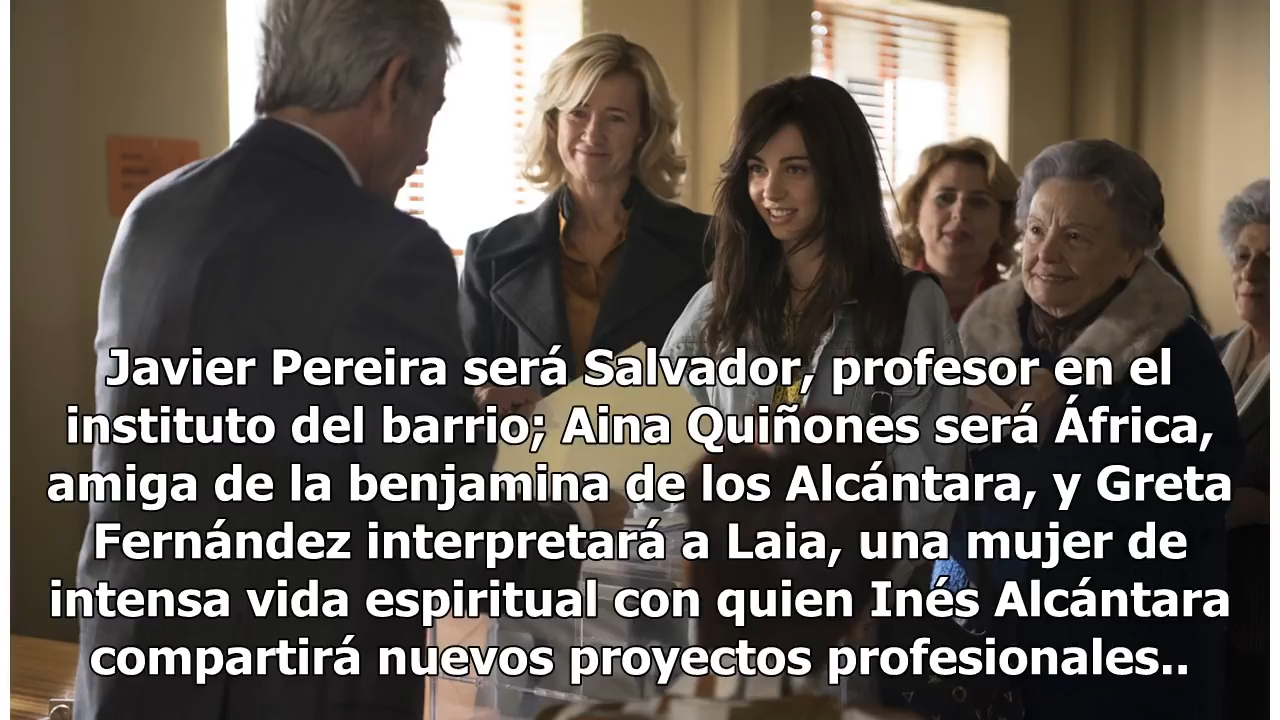 Javier Pereira será Salvador, profesor en el
instituto del barrio; Aina Quiñones será África,
amiga de la benjamina de los Alcántara, y Greta
Fernández interpretará a Laia, una mujer de
intensa vida espiritual con quien Inés Alcántara
compartirá nuevos proyectos profesionales..